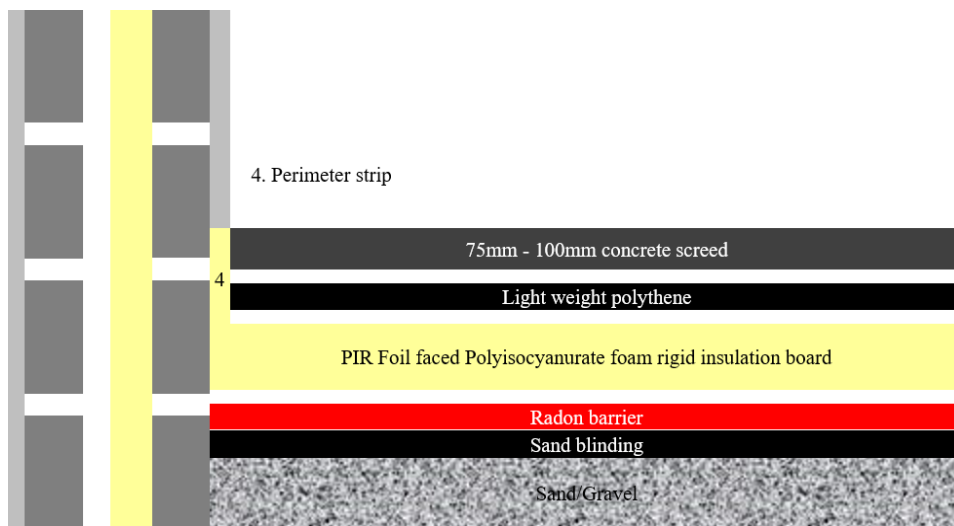 4. Perimeter strip
75mm - 100mm concrete screed
4
Light weight polythene
PIR Foil faced Polyisocyanurate foam rigid insulation board
Radon barrier
Sand blinding
Sand/Gravel